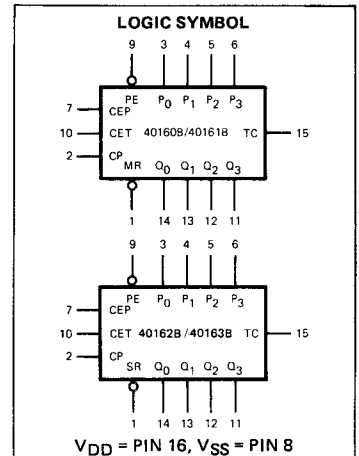 LOGIC SYMBOL
9 3 4 5 6
PE P0 P1 P2 P3
7 CEP
10 CET 40160B/40161B TC 15
2 CP
MR Q0 Q1 Q2 Q3
1 14 13 12 11
9 3 4 5 6
PE P0 P1 P2 P3
7 CEP
10 CET 40162B/40163B TC 15
2 CP
SR Q0 Q1 Q2 Q3
1 14 13 12 11
VDD = PIN 16, VSS = PIN 8